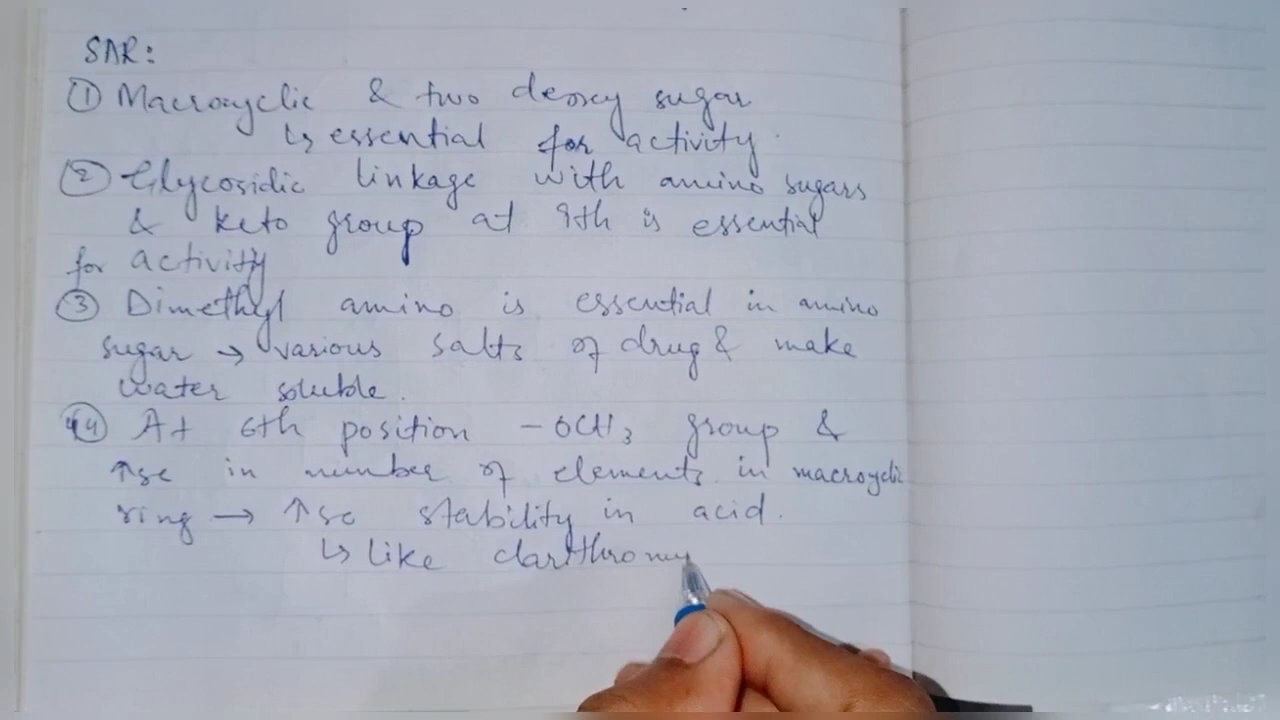 SAR:
① Macrocyclic & two deoxy sugar
↳ essential for activity.
② Glycosidic linkage with amino sugars
& keto group at 9th is essential
for activity
③ Dimethyl amino is essential in amino
sugar → various salts of drug & make
water soluble.
④ At 6th position -OCH3 group &
↑se in number of elements in macrocyclic
ring → ↑se stability in acid.
↳ like clarithromy